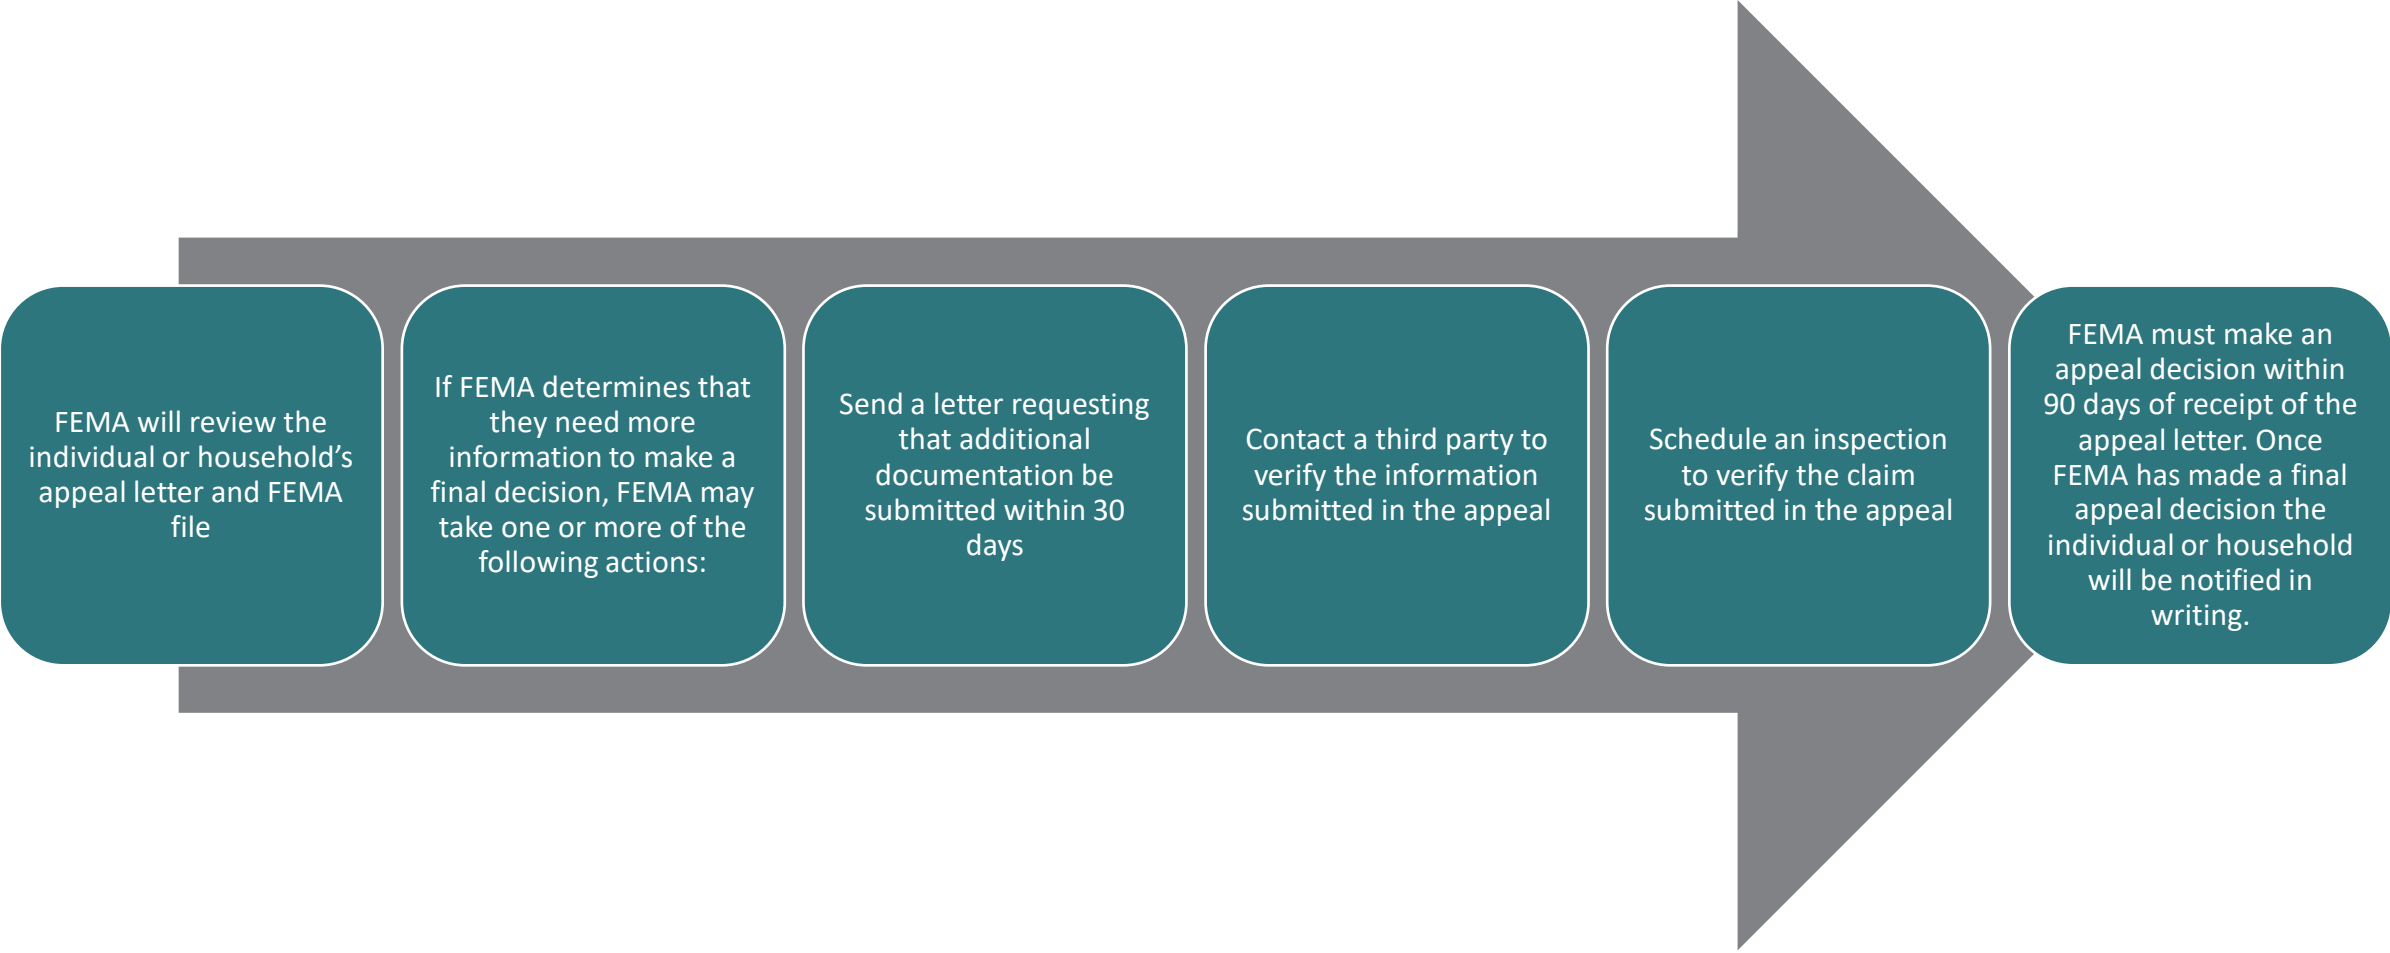 FEMA will review the
individual or household’s
appeal letter and FEMA
file
If FEMA determines that
they need more
information to make a
final decision, FEMA may
take one or more of the
following actions:
Send a letter requesting
that additional
documentation be
submitted within 30
days
Contact a third party to
verify the information
submitted in the appeal
Schedule an inspection
to verify the claim
submitted in the appeal
FEMA must make an
appeal decision within
90 days of receipt of the
appeal letter. Once
FEMA has made a final
appeal decision the
individual or household
will be notified in
writing.